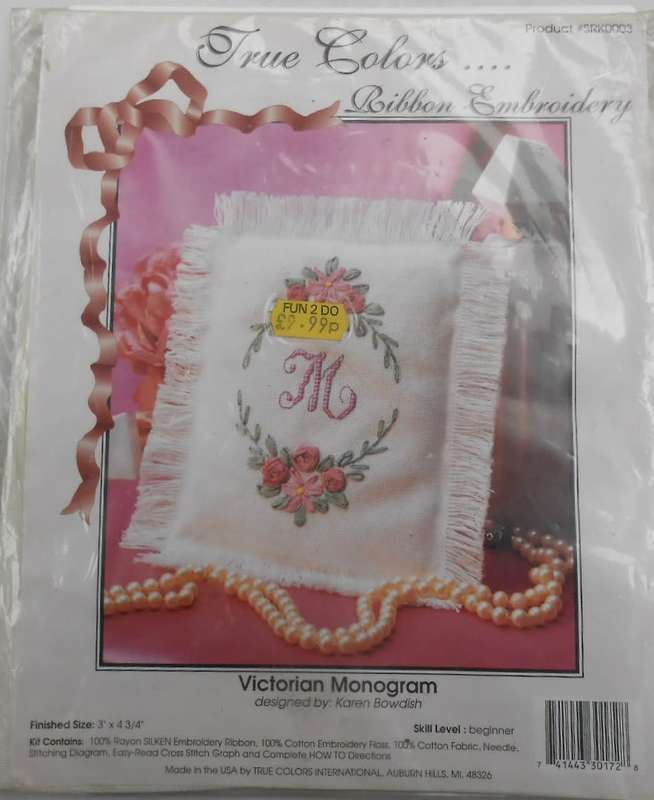 Product #SRK0003
True Colors ....
Ribbon Embroidery
FUN 2 DO
£9.99p
M
Victorian Monogram
designed by: Karen Bowdish
Finished Size: 3" x 4 3/4"
Skill Level : beginner
Kit Contains: 100% Rayon SILKEN Embroidery Ribbon, 100% Cotton Embroidery Floss, 100% Cotton Fabric, Needle,
Stitching Diagram, Easy-Read Cross Stitch Graph and Complete HOW TO Directions
Made in the USA by TRUE COLORS INTERNATIONAL, AUBURN HILLS, MI. 48326
7 41443 30172 8